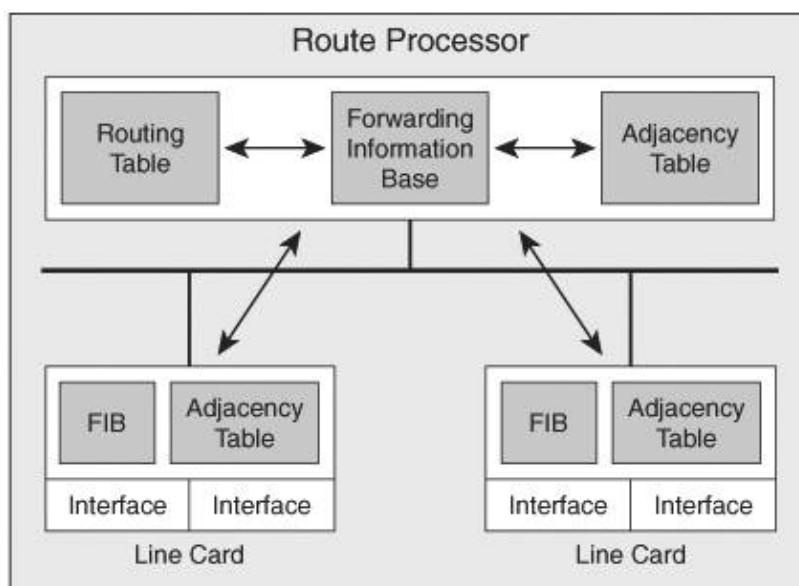 Route Processor
Routing
Table
Forwarding
Information
Base
Adjacency
Table
FIB
Adjacency
Table
Interface
Interface
Line Card
FIB
Adjacency
Table
Interface
Interface
Line Card